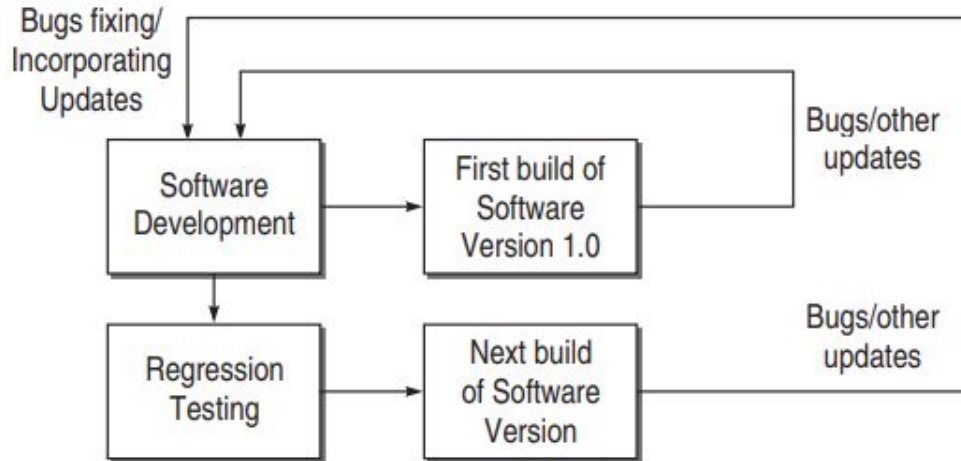 Bugs fixing/
Incorporating
Updates
Bugs/other
updates
Software
Development
First build of
Software
Version 1.0
Regression
Testing
Next build
of Software
Version
Bugs/other
updates